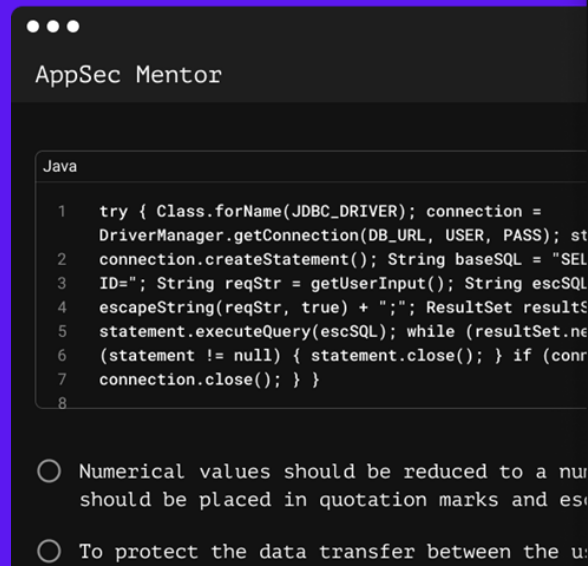 AppSec Mentor
Java
1 try { Class.forName(JDBC_DRIVER); connection =
DriverManager.getConnection(DB_URL, USER, PASS); st
2 connection.createStatement(); String baseSQL = "SEL
3 ID="; String reqStr = getUserInput(); String escSQL
4 escapeString(reqStr, true) + ";"; ResultSet resultS
5 statement.executeQuery(escSQL); while (resultSet.ne
6 (statement != null) { statement.close(); } if (conn
7 connection.close(); } }
8
Numerical values should be reduced to a num
should be placed in quotation marks and esc
To protect the data transfer between the us